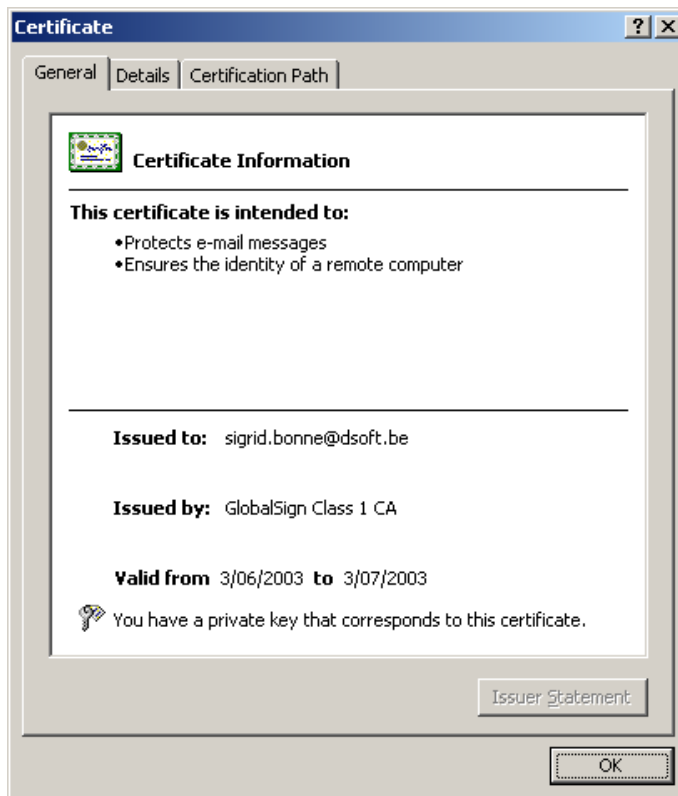 Certificate
General Details Certification Path
Certificate Information
This certificate is intended to:
•Protects e-mail messages
•Ensures the identity of a remote computer
Issued to: sigrid.bonne@dsoft.be
Issued by: GlobalSign Class 1 CA
Valid from 3/06/2003 to 3/07/2003
You have a private key that corresponds to this certificate.
Issuer Statement
OK